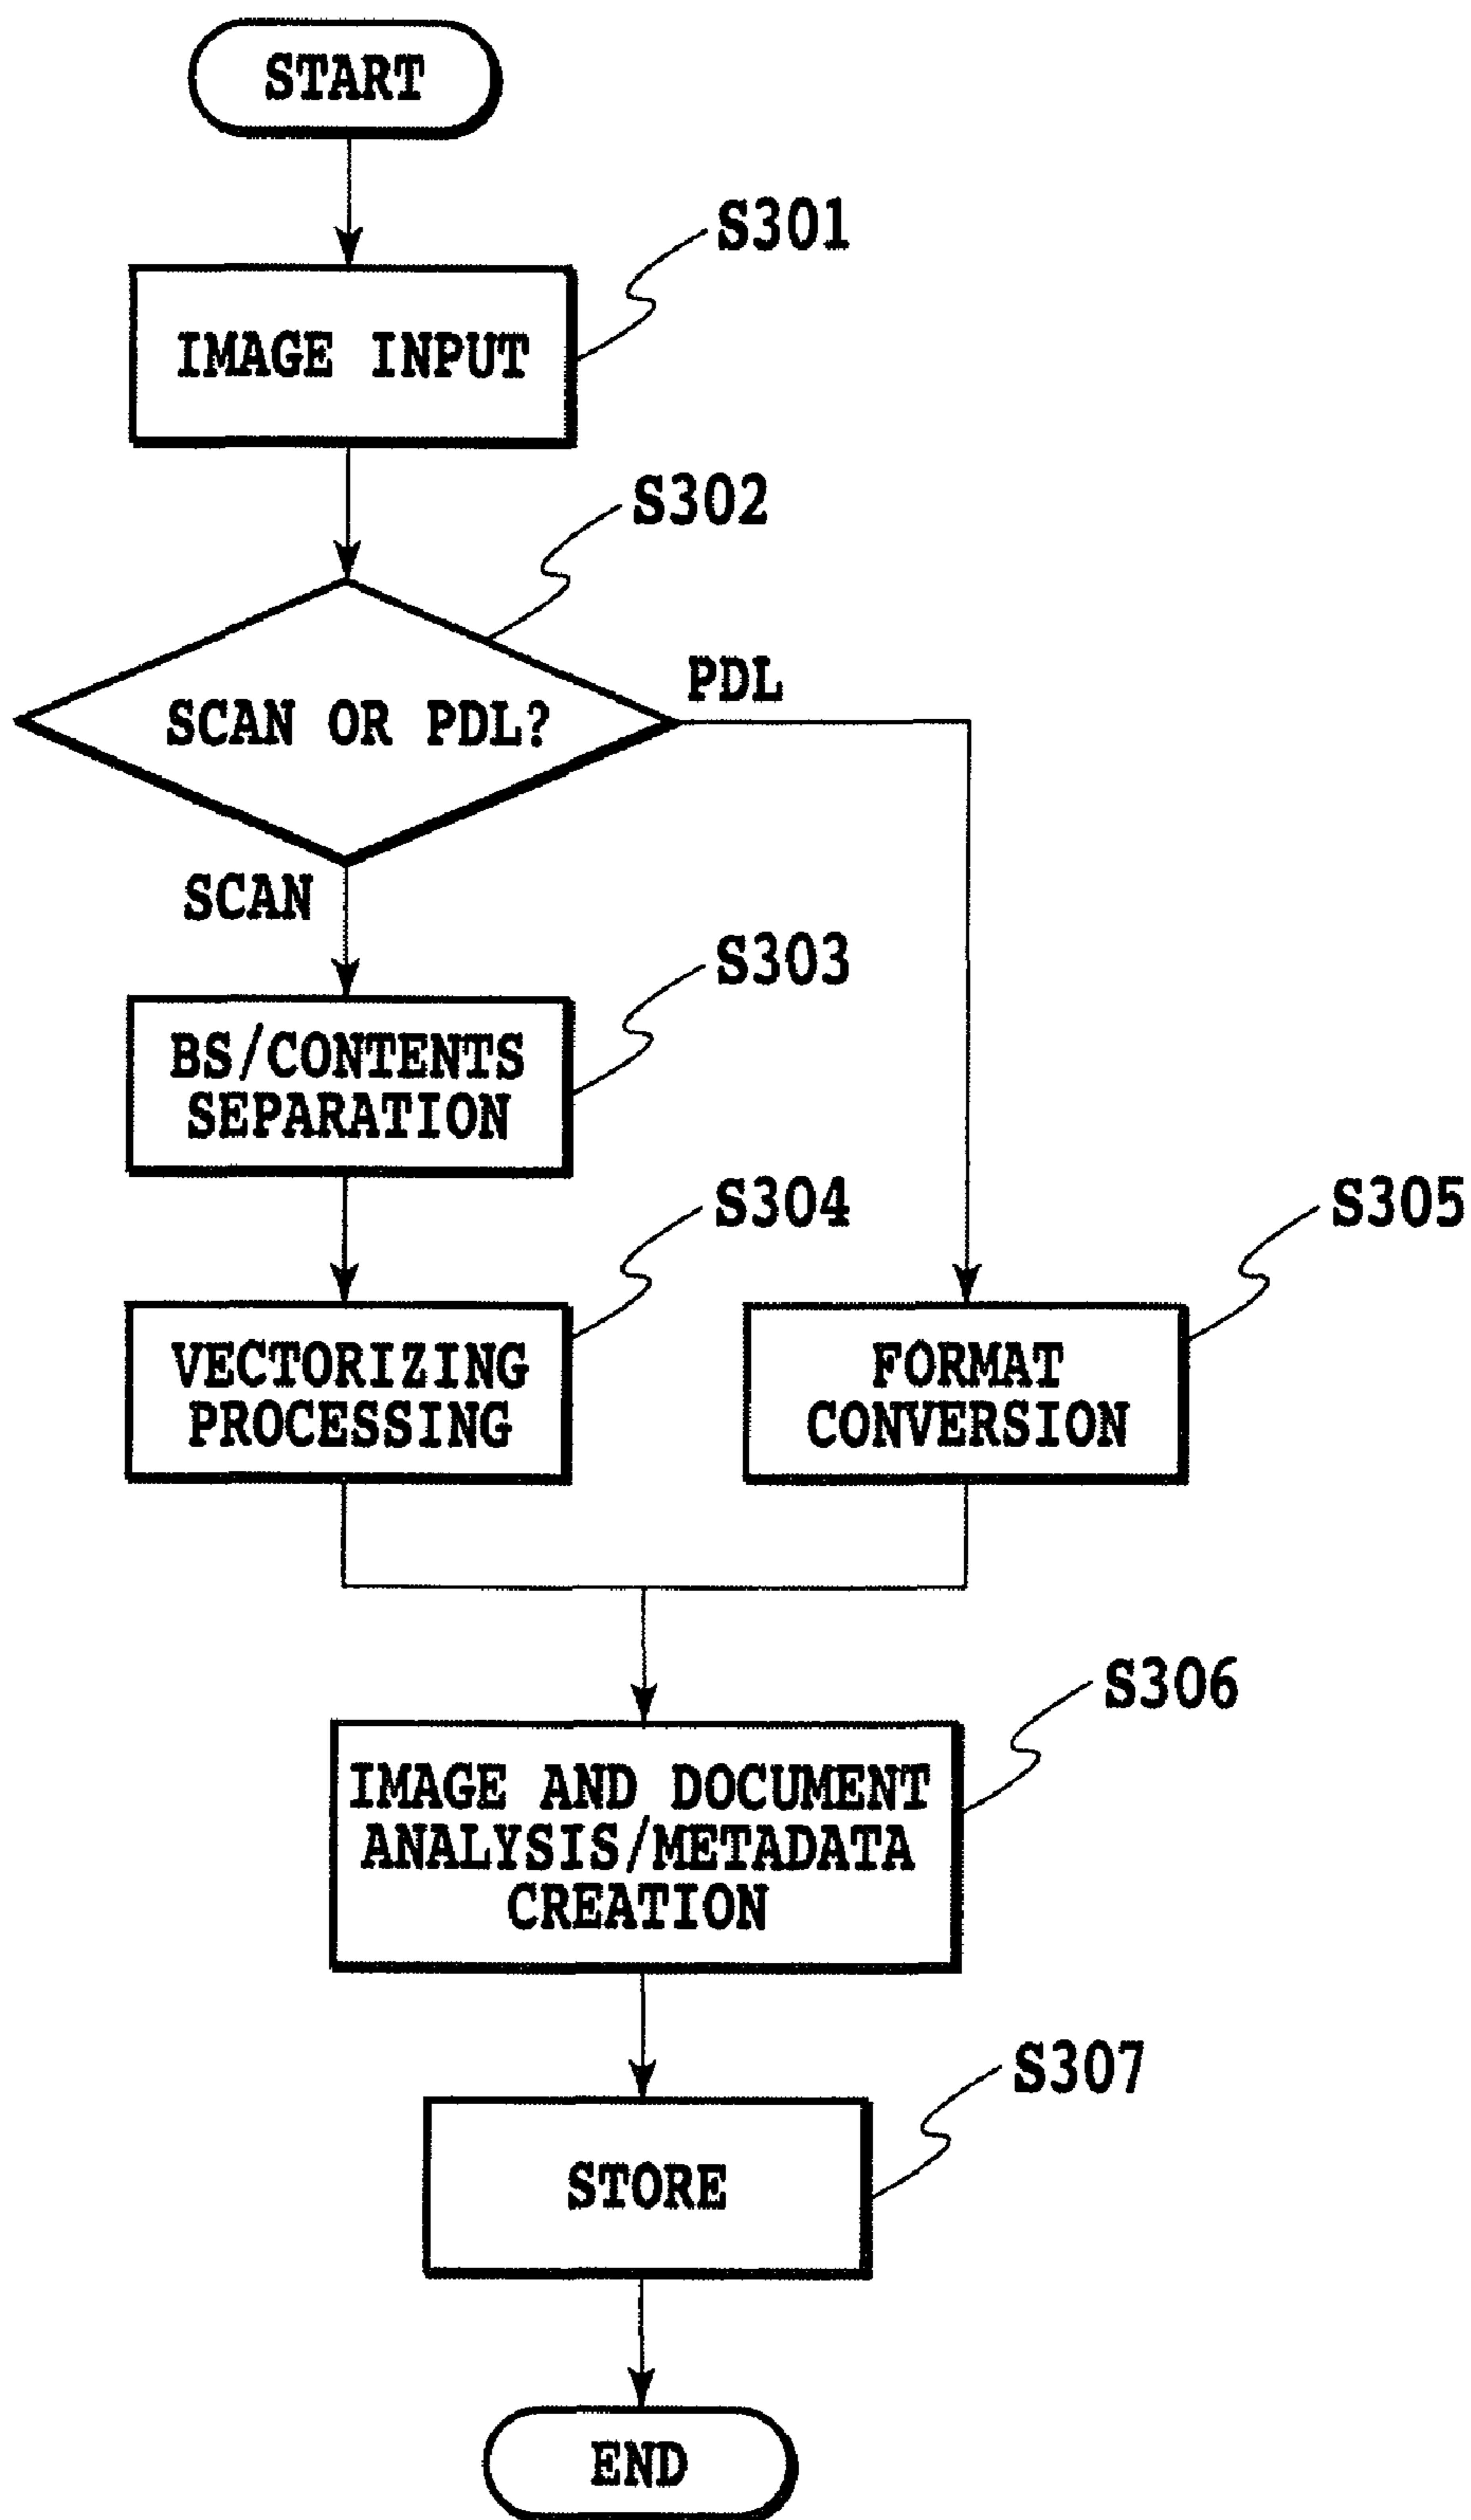 START
S301
IMAGE INPUT
S302
PDL
SCAN OR PDL?
SCAN
S303
BS/CONTENTS
SEPARATION
S304
S305
VECTORIZING
PROCESSING
FORMAT
CONVERSION
S306
IMAGE AND DOCUMENT
ANALYSIS/METADATA
CREATION
S307
STORE
END